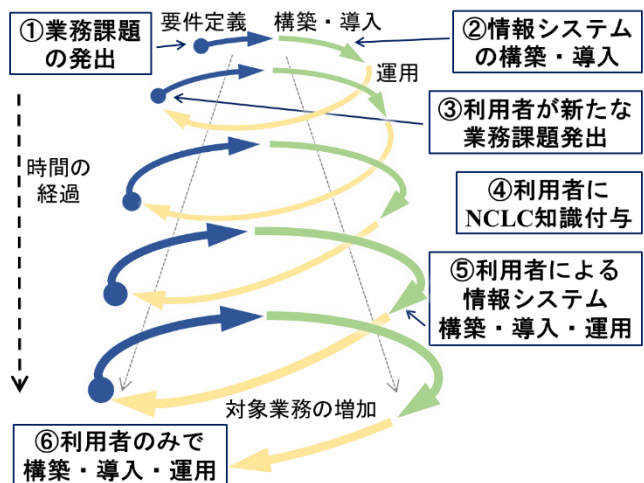 ①業務課題
の発出
要件定義
構築・導入
②情報システム
の構築・導入
運用
③利用者が新たな
業務課題発出
時間の
経過
④利用者に
NCLC知識付与
⑤利用者による
情報システム
構築・導入・運用
対象業務の増加
⑥利用者のみで
構築・導入・運用